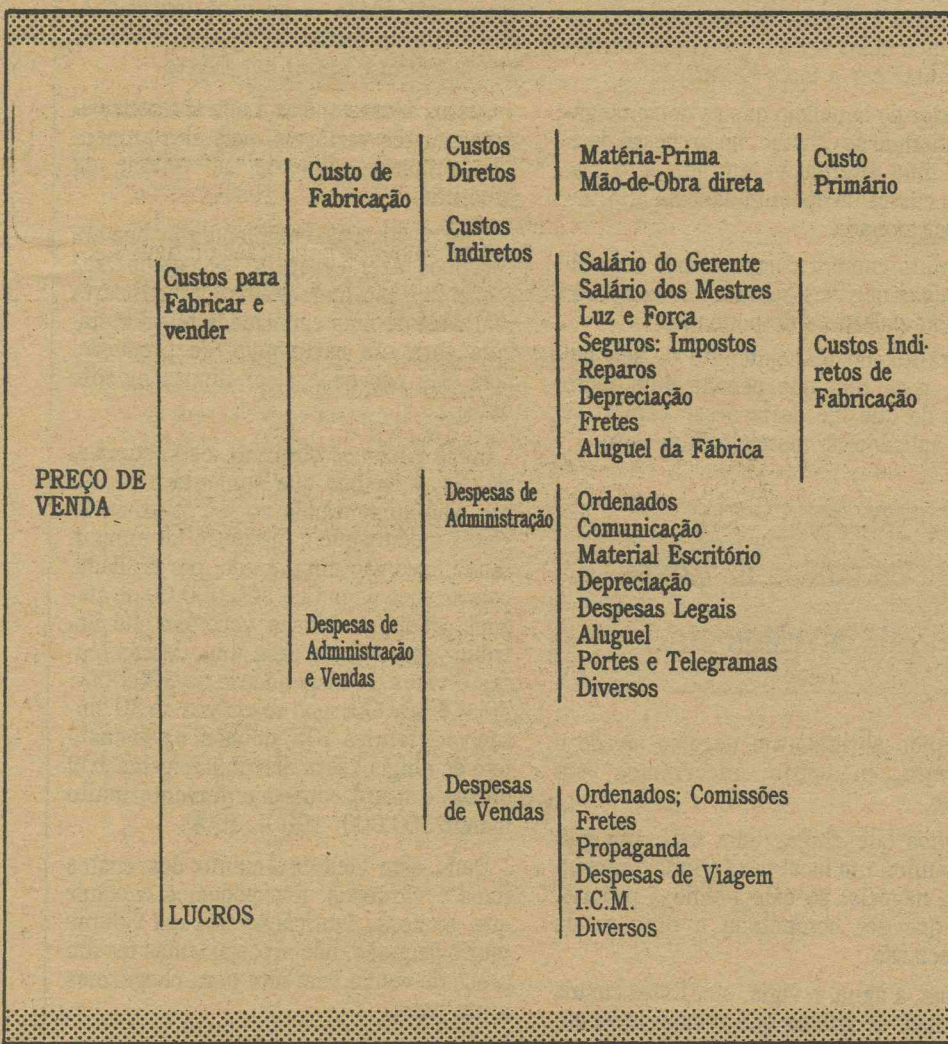 PREÇO DE
VENDA
Custos para
Fabricar e
vender
LUCROS
Custo de
Fabricação
Despesas de
Administração
e Vendas
Custos
Diretos
Custos
Indiretos
Despesas de
Administração
Despesas
de Vendas
Matéria-Prima
Mão-de-Obra direta
Salário do Gerente
Salário dos Mestres
Luz e Força
Seguros: Impostos
Reparos
Depreciação
Fretes
Aluguel da Fábrica
Ordenados
Comunicação
Material Escritório
Depreciação
Despesas Legais
Aluguel
Portes e Telegramas
Diversos
Ordenados; Comissões
Fretes
Propaganda
Despesas de Viagem
I.C.M.
Diversos
Custo
Primário
Custos Indi-
retos de
Fabricação